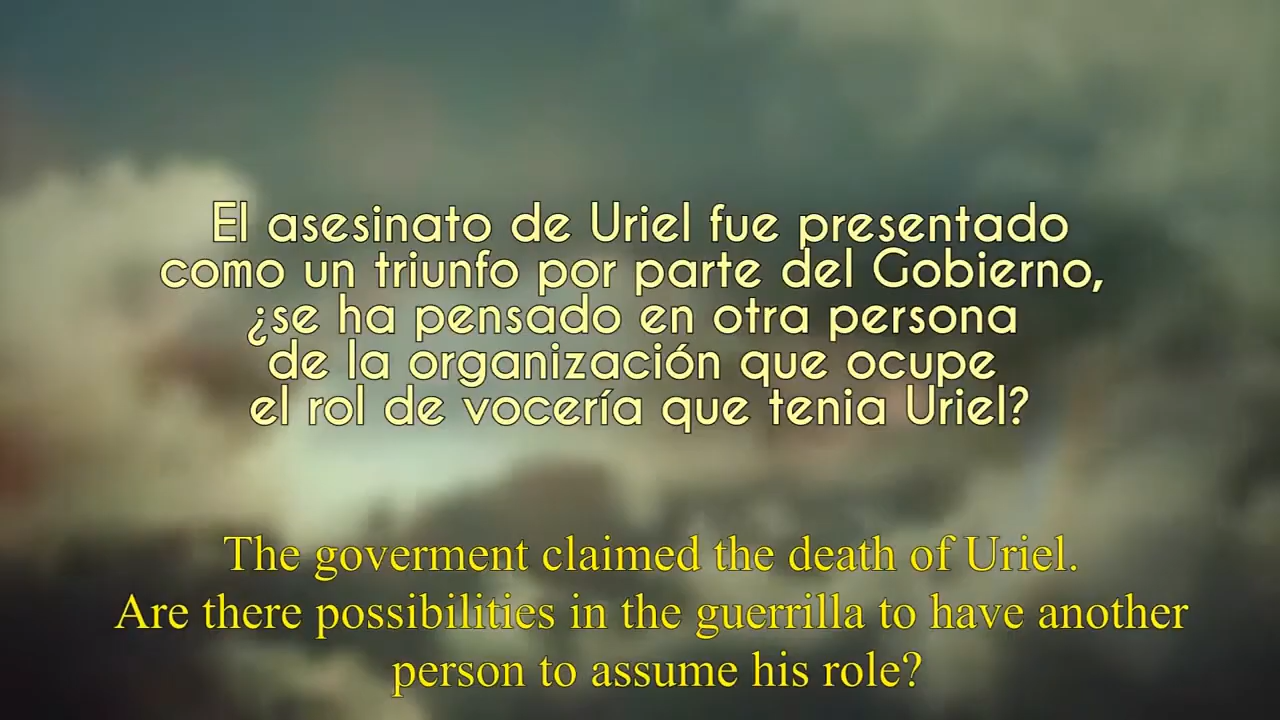 El asesinato de Uriel fue presentado
como un triunfo por parte del Gobierno,
¿se ha pensado en otra persona
de la organización que ocupe
el rol de vocería que tenia Uriel?
The goverment claimed the death of Uriel.
Are there possibilities in the guerrilla to have another
person to assume his role?